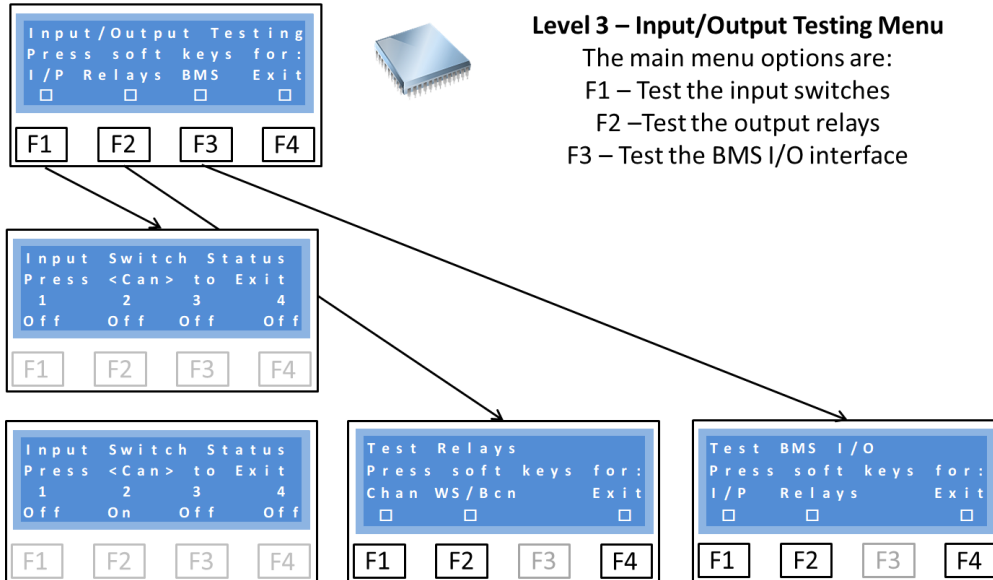 Input/Output Testing
Press soft keys for:
I/P Relays BMS Exit
F1 F2 F3 F4
Level 3 – Input/Output Testing Menu
The main menu options are:
F1 – Test the input switches
F2 –Test the output relays
F3 – Test the BMS I/O interface
Input Switch Status
Press <Can> to Exit
1 2 3 4
Off Off Off Off
F1 F2 F3 F4
Input Switch Status
Press <Can> to Exit
1 2 3 4
Off On Off Off
F1 F2 F3 F4
Test Relays
Press soft keys for:
Chan WS/Bcn Exit
F1 F2 F3 F4
Test BMS I/O
Press soft keys for:
I/P Relays Exit
F1 F2 F3 F4